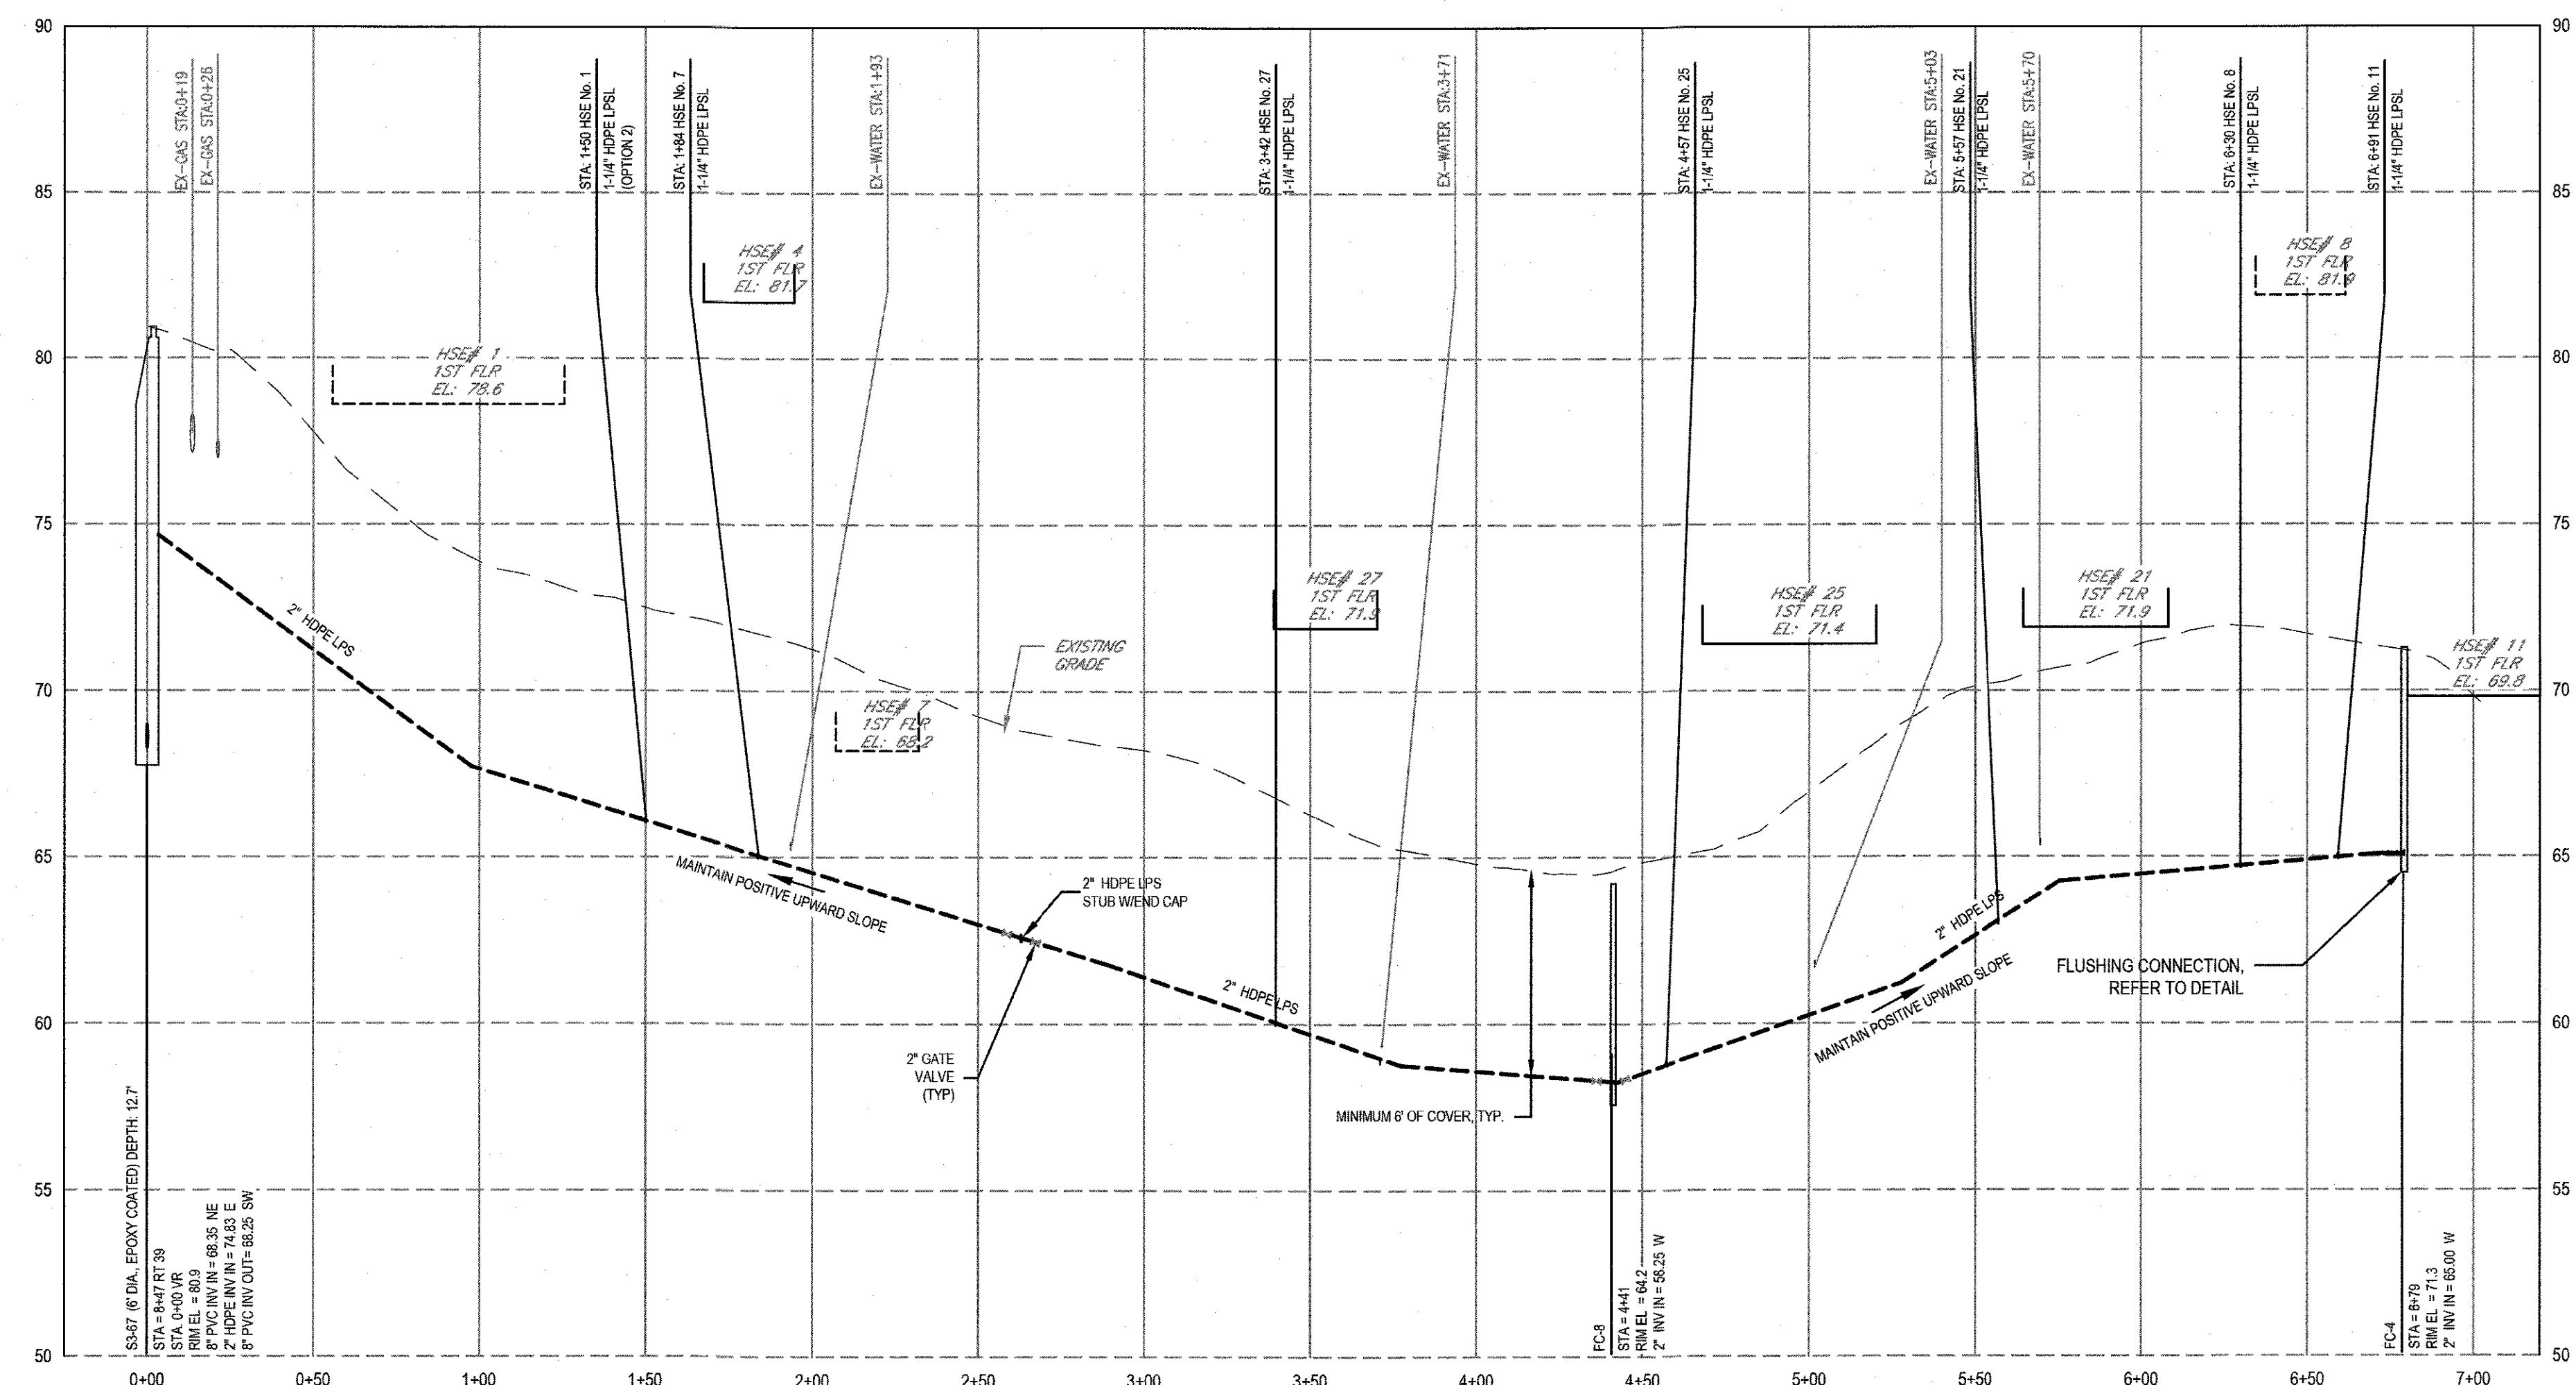 90
85
80
75
70
65
60
55
50
90
85
80
75
70
65
60
55
50
EX-GAS STA:0+19
EX-GAS STA:0+26
STA: 1+50 HSE No. 1
1-1/4" HDPE LPSL
(OPTION 2)
STA: 1+84 HSE No. 7
1-1/4" HDPE LPSL
EX-WATER STA:1+93
STA: 3+42 HSE No. 27
1-1/4" HDPE LPSL
EX-WATER STA:3+71
STA: 4+57 HSE No. 25
1-1/4" HDPE LPSL
EX-WATER STA:5+03
STA: 5+57 HSE No. 21
1-1/4" HDPE LPSL
EX-WATER STA:5+70
STA: 6+30 HSE No. 8
1-1/4" HDPE LPSL
STA: 6+91 HSE No. 11
1-1/4" HDPE LPSL
HSE# 4
1ST FLR
EL: 81.7
HSE# 8
1ST FLR
EL: 81.9
HSE# 1
1ST FLR
EL: 78.6
HSE# 27
1ST FLR
EL: 71.9
HSE# 25
1ST FLR
EL: 71.4
HSE# 21
1ST FLR
EL: 71.9
HSE# 11
1ST FLR
EL: 69.8
2" HDPE LPS
EXISTING
GRADE
HSE# 7
1ST FLR
EL: 68.2
MAINTAIN POSITIVE UPWARD SLOPE
2" HDPE LPS
STUB W/END CAP
2" HDPE LPS
2" GATE
VALVE
(TYP)
MINIMUM 6' OF COVER, TYP.
2" HDPE LPS
MAINTAIN POSITIVE UPWARD SLOPE
FLUSHING CONNECTION,
REFER TO DETAIL
S3-67 (6' DIA., EPOXY COATED) DEPTH: 12.7'
STA = 8+47 RT 39
STA. 0+00 VR
RIM EL = 80.9
8" PVC INV IN = 68.35 NE
2" HDPE INV IN = 74.83 E
8" PVC INV OUT= 68.25 SW
FC-8
STA = 4+41
RIM EL = 64.2
2" INV IN = 58.25 W
FC-4
STA = 6+79
RIM EL = 71.3
2" INV IN = 65.00 W
0+00
0+50
1+00
1+50
2+00
2+50
3+00
3+50
4+00
4+50
5+00
5+50
6+00
6+50
7+00